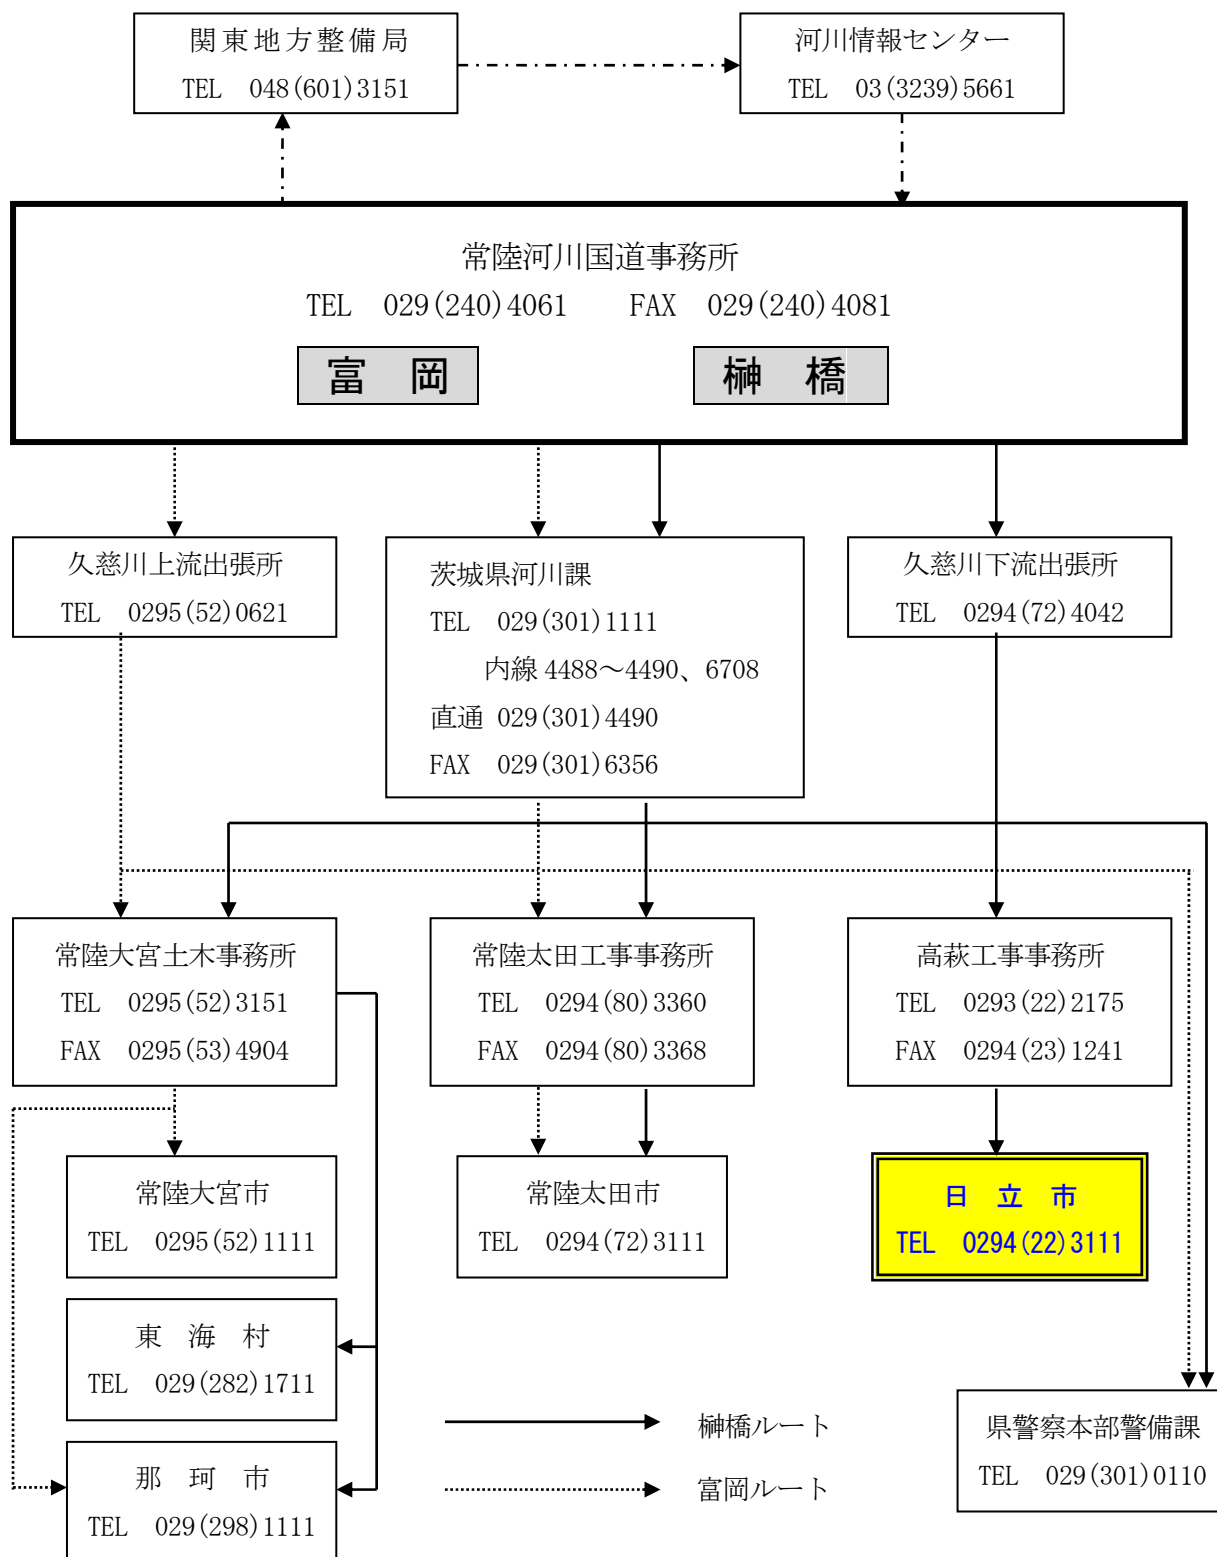 関東地方整備局
TEL 048(601)3151
河川情報センター
TEL 03(3239)5661
常陸河川国道事務所
TEL 029(240)4061 FAX 029(240)4081
富 岡
榊 橋
久慈川上流出張所
TEL 0295(52)0621
茨城県河川課
TEL 029(301)1111
内線 4488～4490、6708
直通 029(301)4490
FAX 029(301)6356
久慈川下流出張所
TEL 0294(72)4042
常陸大宮土木事務所
TEL 0295(52)3151
FAX 0295(53)4904
常陸太田工事事務所
TEL 0294(80)3360
FAX 0294(80)3368
高萩工事事務所
TEL 0293(22)2175
FAX 0294(23)1241
常陸大宮市
TEL 0295(52)1111
常陸太田市
TEL 0294(72)3111
日 立 市
TEL 0294(22)3111
東 海 村
TEL 029(282)1711
那 珂 市
TEL 029(298)1111
榊橋ルート
富岡ルート
県警察本部警備課
TEL 029(301)0110